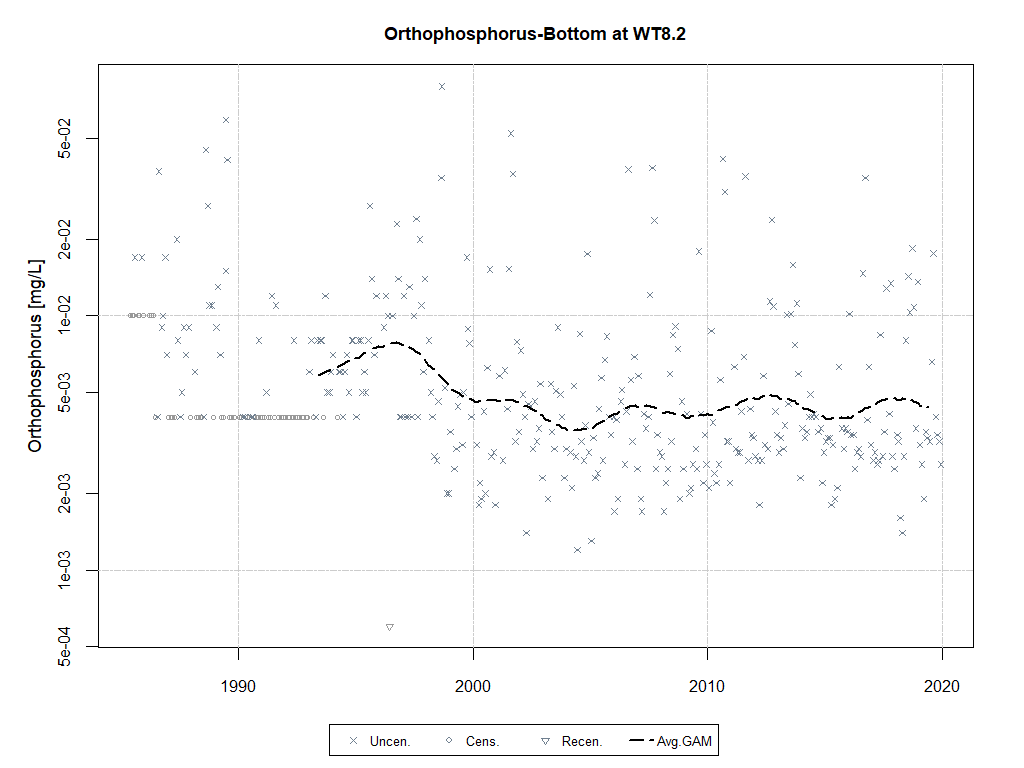 Orthophosphorus-Bottom at WT8.2
Orthophosphorus [mg/L]
5e-02
2e-02
1e-02
5e-03
2e-03
1e-03
5e-04
1990 2000 2010 2020
Uncen. Cens. Recen. Avg.GAM